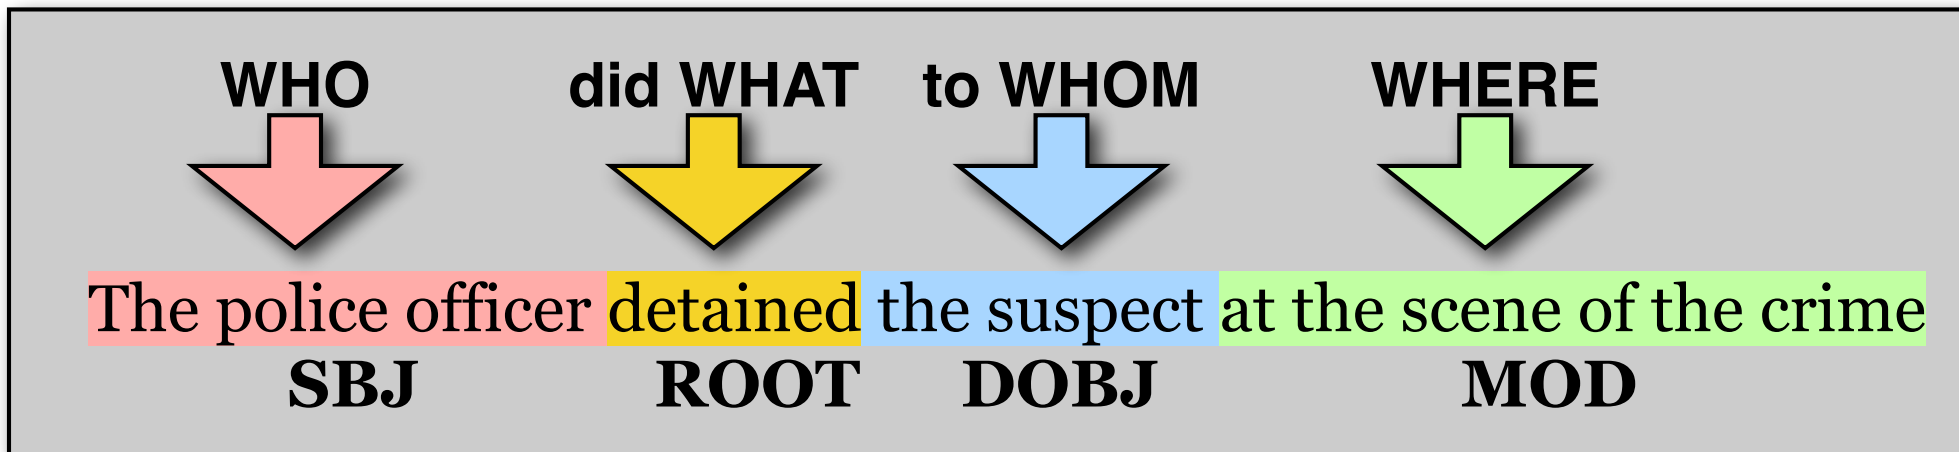 WHO did WHAT to WHOM WHERE
The police officer detained the suspect at the scene of the crime
SBJ ROOT DOBJ MOD